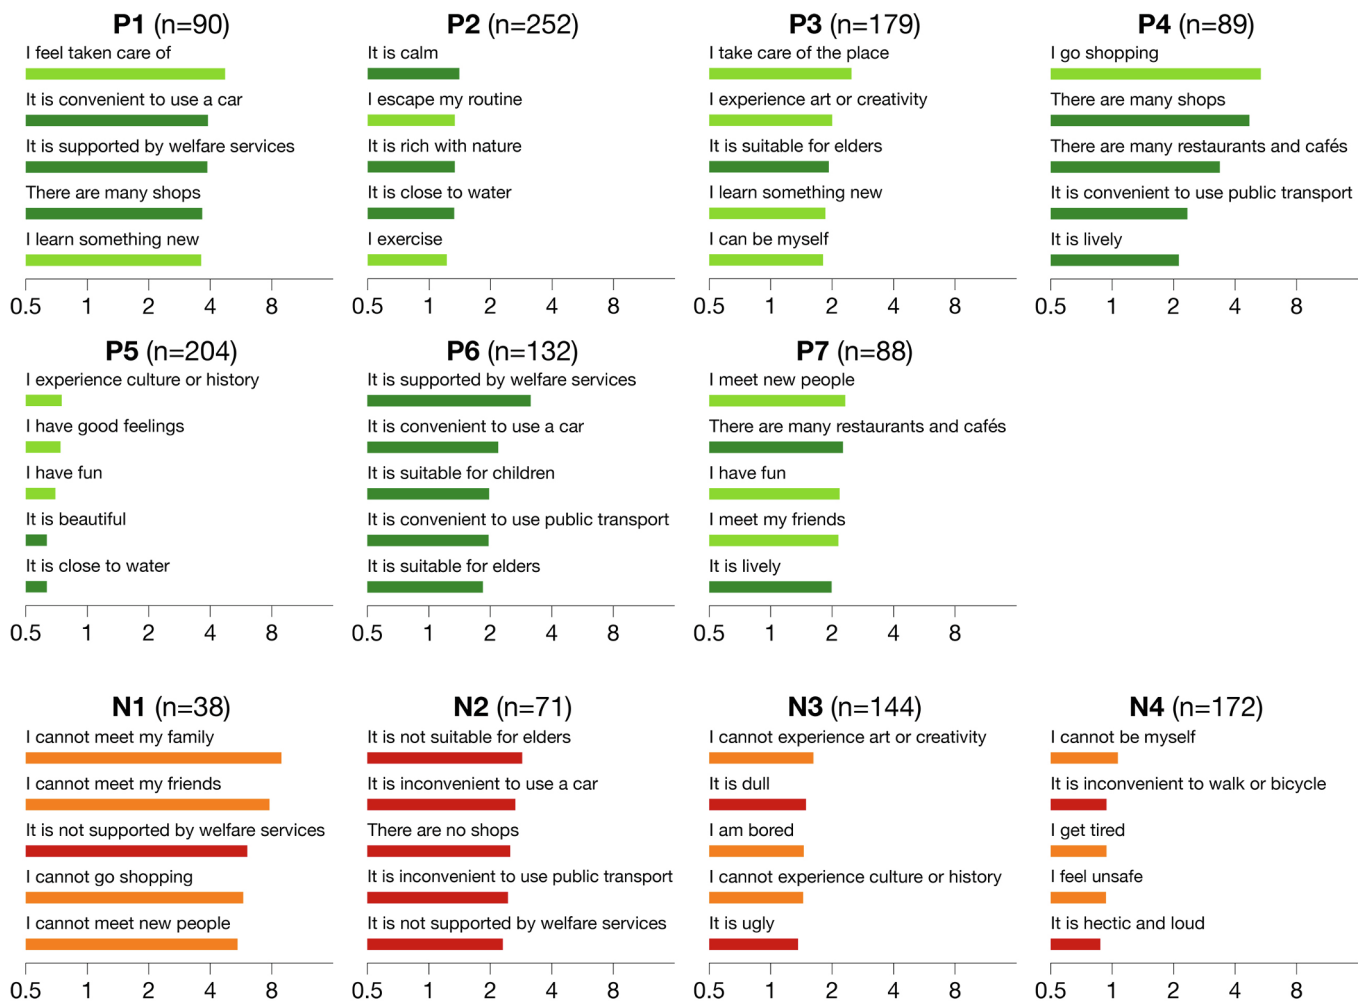 P1 (n=90)
I feel taken care of
It is convenient to use a car
It is supported by welfare services
There are many shops
I learn something new
0.5 1 2 4 8
P2 (n=252)
It is calm
I escape my routine
It is rich with nature
It is close to water
I exercise
0.5 1 2 4 8
P3 (n=179)
I take care of the place
I experience art or creativity
It is suitable for elders
I learn something new
I can be myself
0.5 1 2 4 8
P4 (n=89)
I go shopping
There are many shops
There are many restaurants and cafés
It is convenient to use public transport
It is lively
0.5 1 2 4 8
P5 (n=204)
I experience culture or history
I have good feelings
I have fun
It is beautiful
It is close to water
0.5 1 2 4 8
P6 (n=132)
It is supported by welfare services
It is convenient to use a car
It is suitable for children
It is convenient to use public transport
It is suitable for elders
0.5 1 2 4 8
P7 (n=88)
I meet new people
There are many restaurants and cafés
I have fun
I meet my friends
It is lively
0.5 1 2 4 8
N1 (n=38)
I cannot meet my family
I cannot meet my friends
It is not supported by welfare services
I cannot go shopping
I cannot meet new people
0.5 1 2 4 8
N2 (n=71)
It is not suitable for elders
It is inconvenient to use a car
There are no shops
It is inconvenient to use public transport
It is not supported by welfare services
0.5 1 2 4 8
N3 (n=144)
I cannot experience art or creativity
It is dull
I am bored
I cannot experience culture or history
It is ugly
0.5 1 2 4 8
N4 (n=172)
I cannot be myself
It is inconvenient to walk or bicycle
I get tired
I feel unsafe
It is hectic and loud
0.5 1 2 4 8